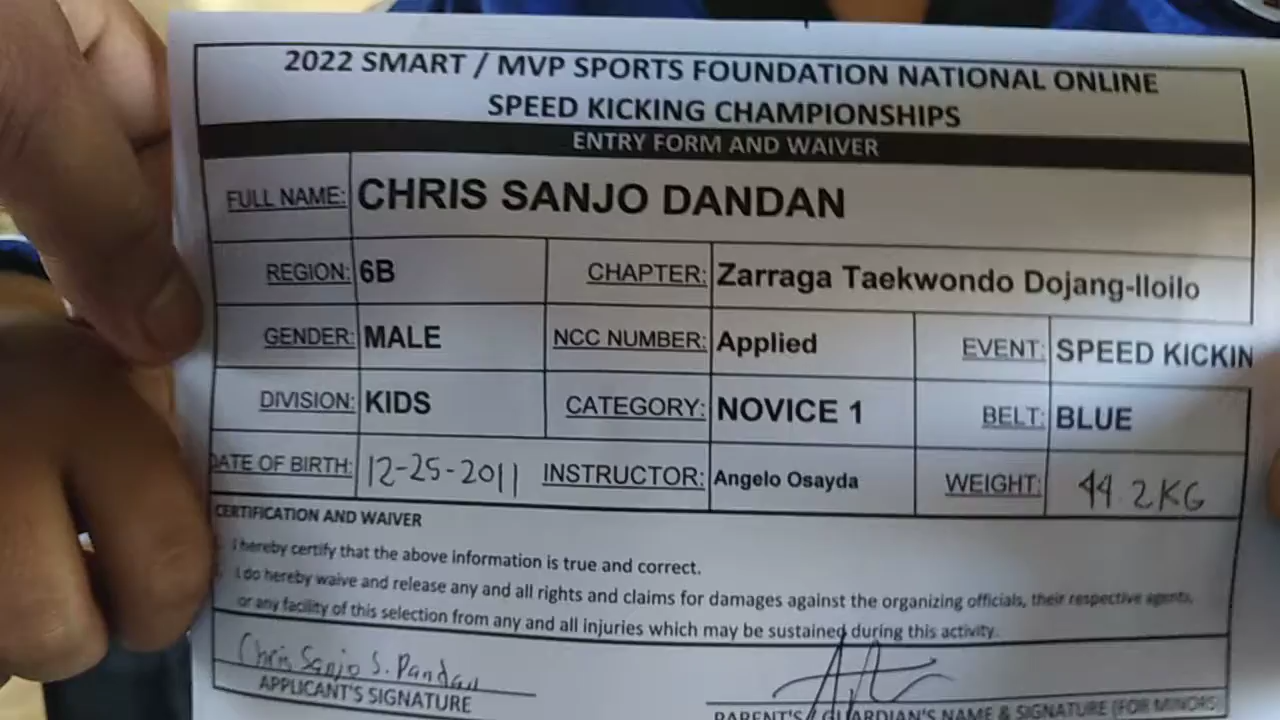 2022 SMART / MVP SPORTS FOUNDATION NATIONAL ONLINE
SPEED KICKING CHAMPIONSHIPS
ENTRY FORM AND WAIVER
FULL NAME: CHRIS SANJO DANDAN
REGION: 6B CHAPTER: Zarraga Taekwondo Dojang-Iloilo
GENDER: MALE NCC NUMBER: Applied EVENT: SPEED KICKIN
DIVISION: KIDS CATEGORY: NOVICE 1 BELT: BLUE
DATE OF BIRTH: 12-25-2011 INSTRUCTOR: Angelo Osayda WEIGHT: 44.2KG
CERTIFICATION AND WAIVER
I hereby certify that the above information is true and correct.
I do hereby waive and release any and all rights and claims for damages against the organizing officials, their respective agents,
or any facility of this selection from any and all injuries which may be sustained during this activity.
Chris Sanjo S. Dandan
APPLICANT'S SIGNATURE PARENT'S / GUARDIAN'S NAME & SIGNATURE (FOR MINORS